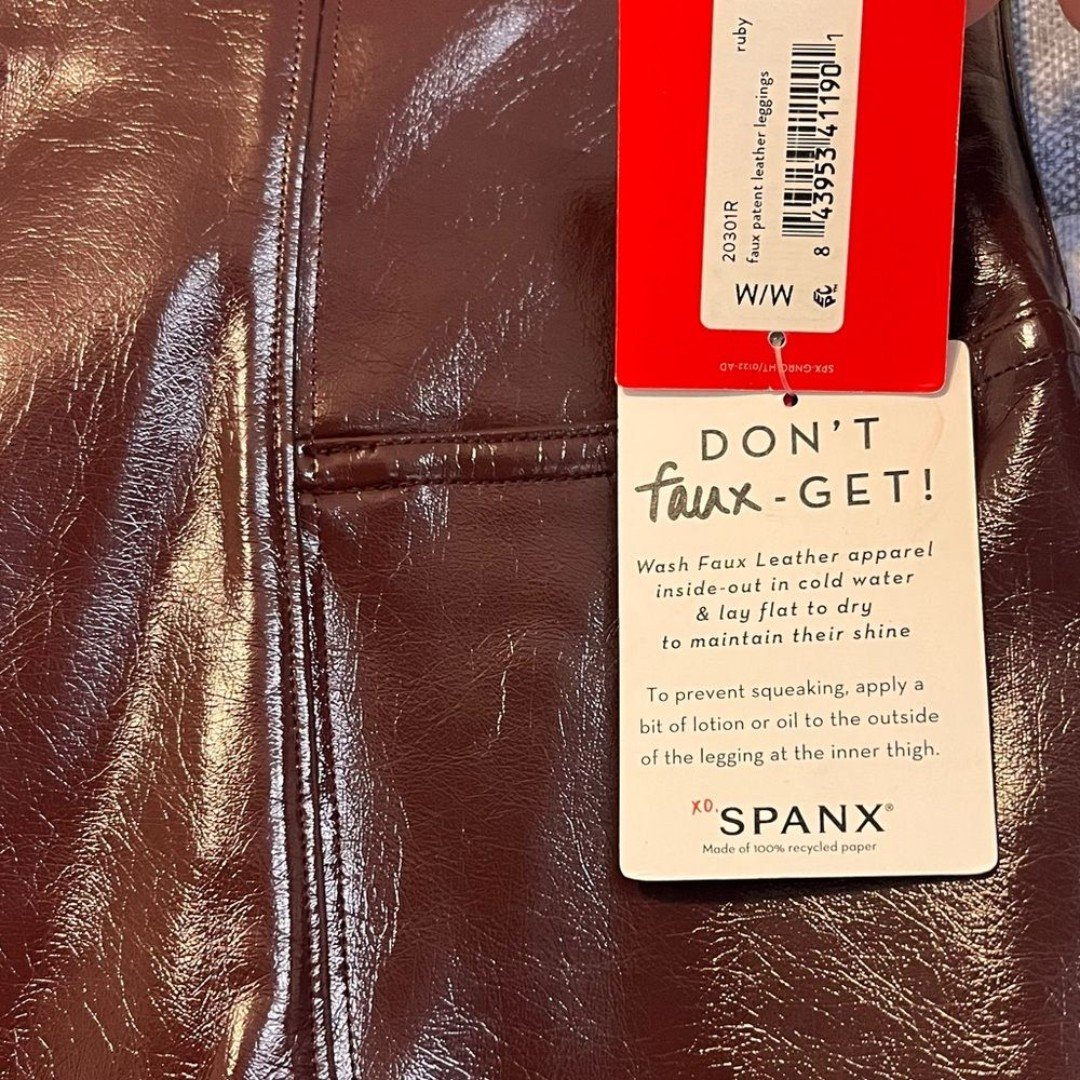 ruby
faux patent leather leggings
20301R
8 43953 41190 1
M/M
SPX-GNRC-HT/0122-AD
DON'T
faux-GET!
Wash Faux Leather apparel
inside-out in cold water
& lay flat to dry
to maintain their shine
To prevent squeaking, apply a
bit of lotion or oil to the outside
of the legging at the inner thigh.
XO,
SPANX®
Made of 100% recycled paper